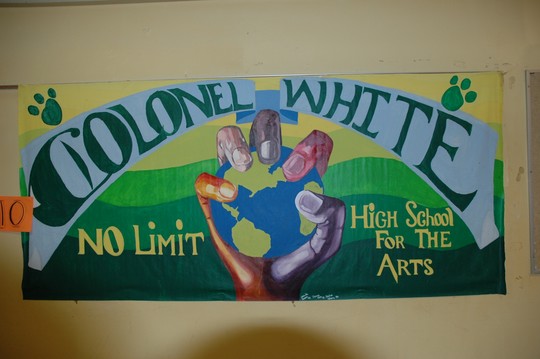 COLONEL WHITE
NO LIMIT
HIGH SCHOOL
FOR THE
ARTS
10